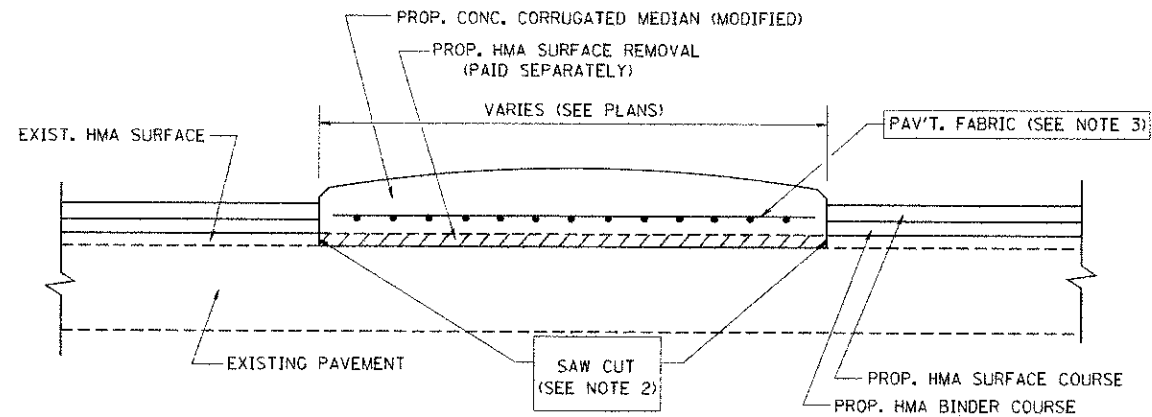 PROP. CONC. CORRUGATED MEDIAN (MODIFIED)
PROP. HMA SURFACE REMOVAL
(PAID SEPARATELY)
VARIES (SEE PLANS)
EXIST. HMA SURFACE
PAV'T. FABRIC (SEE NOTE 3)
EXISTING PAVEMENT
SAW CUT
(SEE NOTE 2)
PROP. HMA SURFACE COURSE
PROP. HMA BINDER COURSE